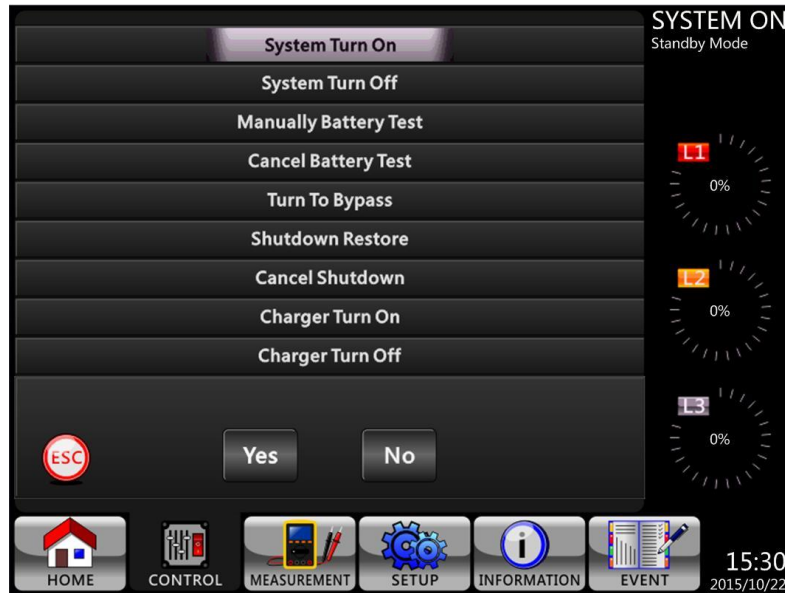 SYSTEM ON
Standby Mode
System Turn On
System Turn Off
Manually Battery Test
Cancel Battery Test
Turn To Bypass
Shutdown Restore
Cancel Shutdown
Charger Turn On
Charger Turn Off
L1
0%
L2
0%
L3
0%
ESC
Yes
No
HOME
CONTROL
MEASUREMENT
SETUP
INFORMATION
EVENT
15:30
2015/10/22